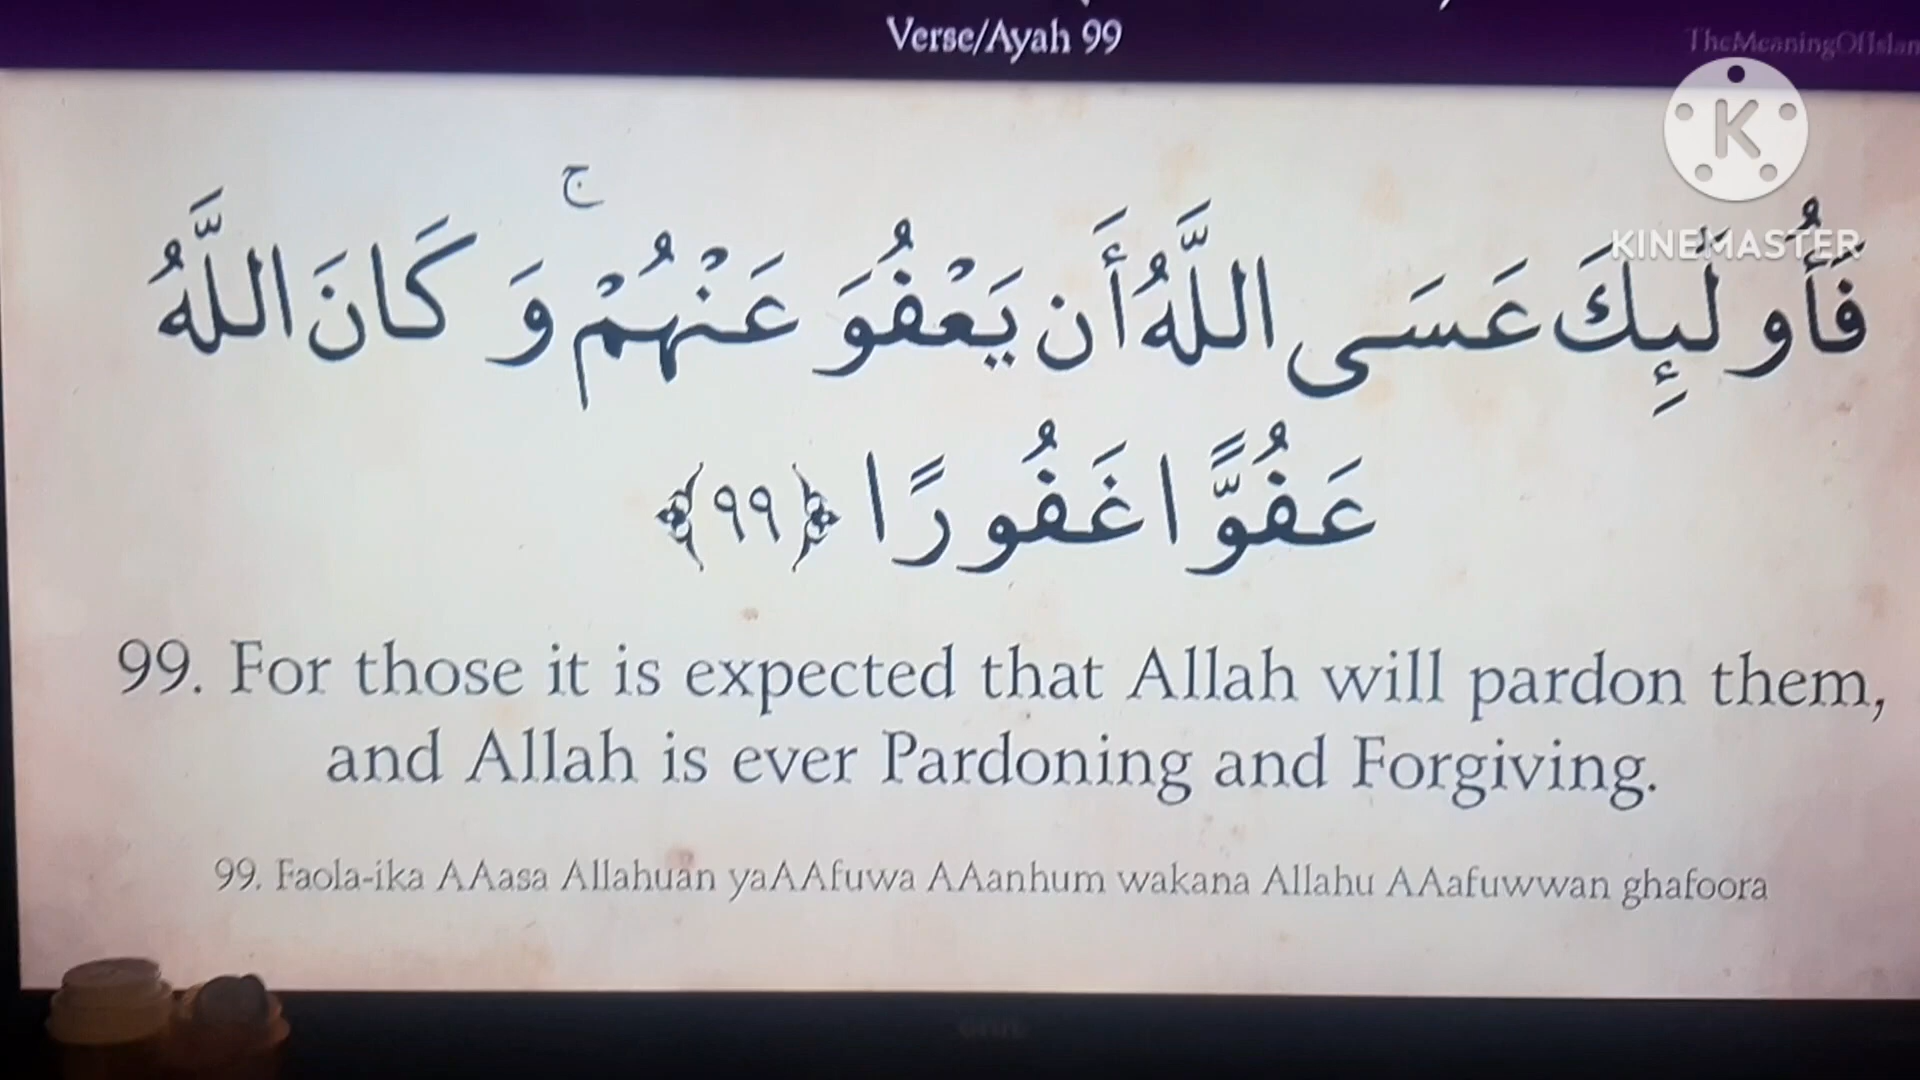 Verse/Ayah 99
TheMeaningOfIslam
K
KINEMASTER
فَأُولَٰئِكَ عَسَى اللَّهُ أَن يَعْفُوَ عَنْهُمْ ۚ وَكَانَ اللَّهُ
عَفُوًّا غَفُورًا ﴿٩٩﴾
99. For those it is expected that Allah will pardon them,
and Allah is ever Pardoning and Forgiving.
99. Faola-ika AAasa Allahuan yaAAfuwa AAanhum wakana Allahu AAafuwwan ghafoora